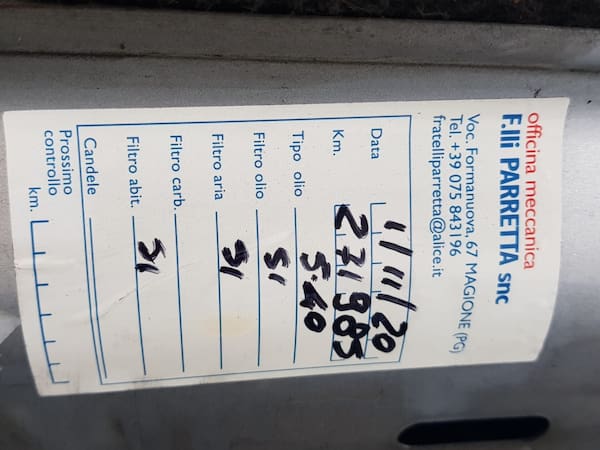 officina meccanica
F.lli PARRETTA snc
Voc. Formanuova, 67 MAGIONE (PG)
Tel. +39 075 843196
fratelliparretta@alice.it
Data 1/11/20
Km. 271985
Tipo olio 5·40
Filtro olio SI
Filtro aria SI
Filtro carb.
Filtro abit. SI
Candele
Prossimo
controllo km.